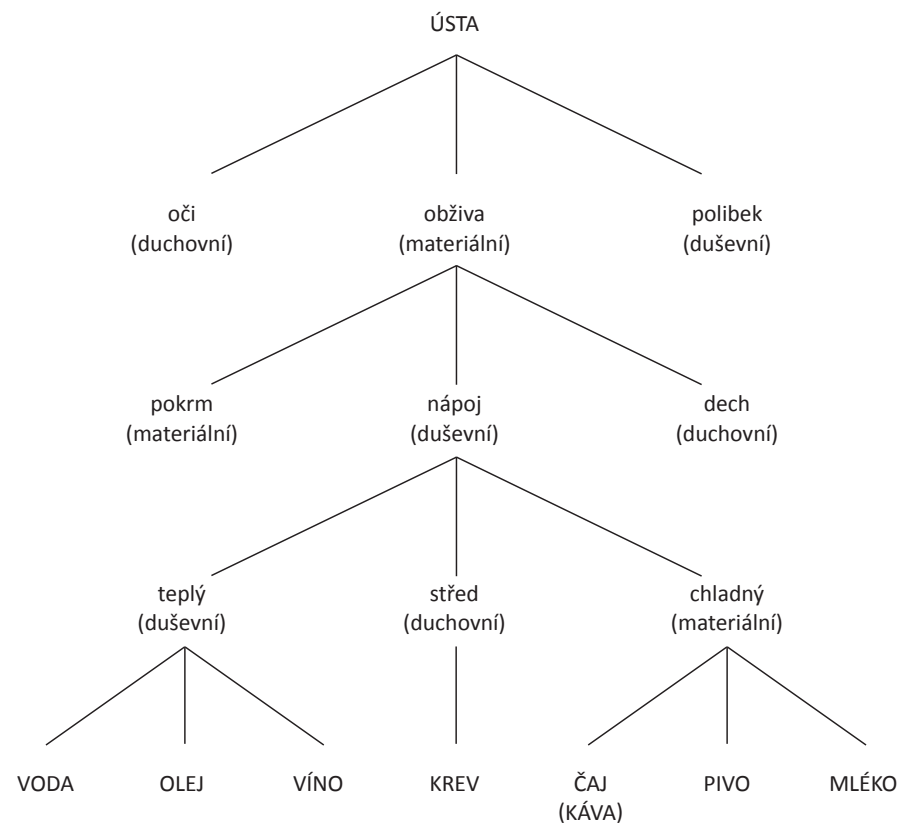 ÚSTA
oči obživa polibek
(duchovní) (materiální) (duševní)
pokrm nápoj dech
(materiální) (duševní) (duchovní)
teplý střed chladný
(duševní) (duchovní) (materiální)
VODA OLEJ VÍNO KREV ČAJ PIVO MLÉKO
(KÁVA)